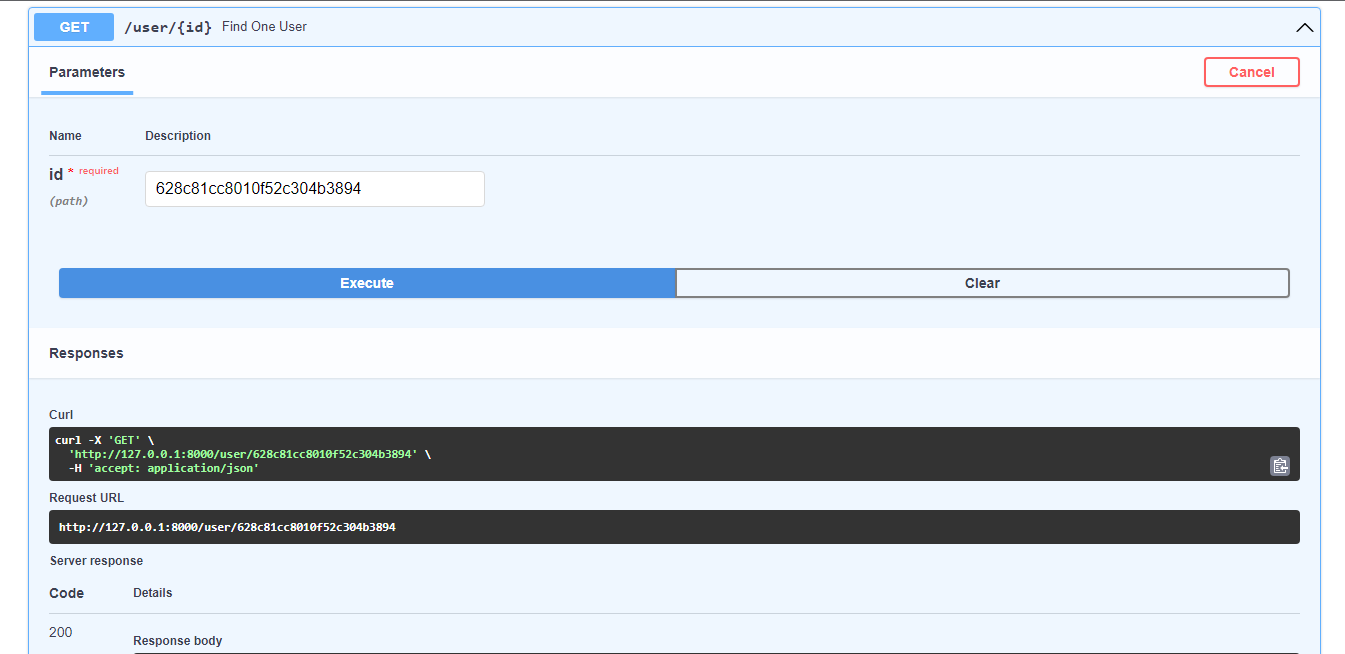 GET /user/{id} Find One User
Parameters
Cancel
Name Description
id * required
(path)
628c81cc8010f52c304b3894
Execute Clear
Responses
Curl
curl -X 'GET' \
'http://127.0.0.1:8000/user/628c81cc8010f52c304b3894' \
-H 'accept: application/json'
Request URL
http://127.0.0.1:8000/user/628c81cc8010f52c304b3894
Server response
Code Details
200
Response body